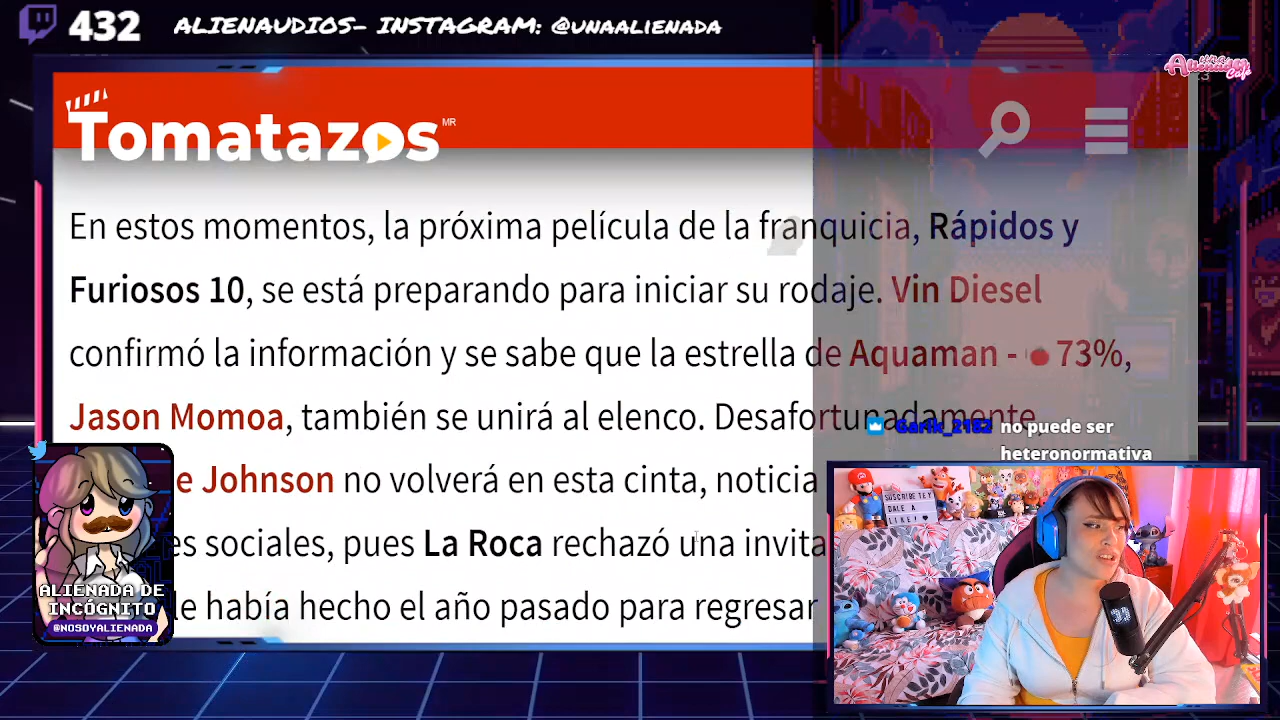 432
ALIENAUDIOS- INSTAGRAM: @UNAALIENADA
Tomatazos MR
En estos momentos, la próxima película de la franquicia, Rápidos y
Furiosos 10, se está preparando para iniciar su rodaje. Vin Diesel
confirmó la información y se sabe que la estrella de Aquaman - 73%,
Jason Momoa, también se unirá al elenco. Desafortunadamente,
e Johnson no volverá en esta cinta, noticia
es sociales, pues La Roca rechazó una invita
le había hecho el año pasado para regresar
Garik_2182 no puede ser
heteronormativa
SUSCRIBETE Y
DALE A
LIKE!
ALIENADA DE
INCÓGNITO
@NOSOYALIENADA